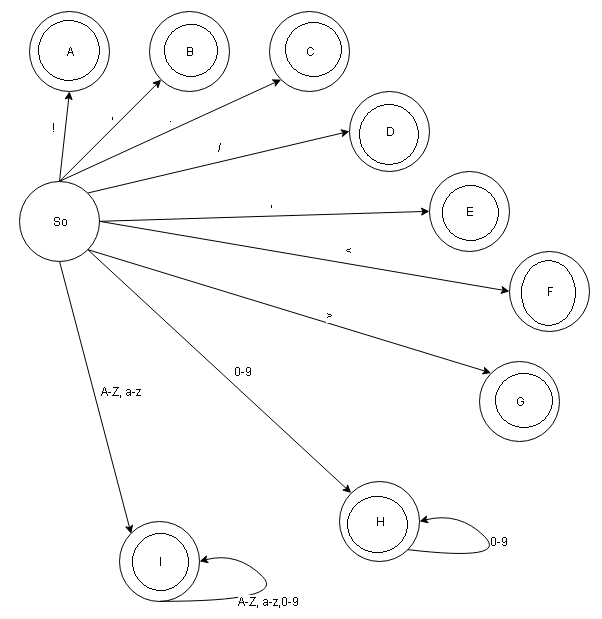 A
B
C
D
!
'
.
/
So
'
E
<
F
>
0-9
A-Z, a-z
G
H
0-9
I
A-Z, a-z,0-9